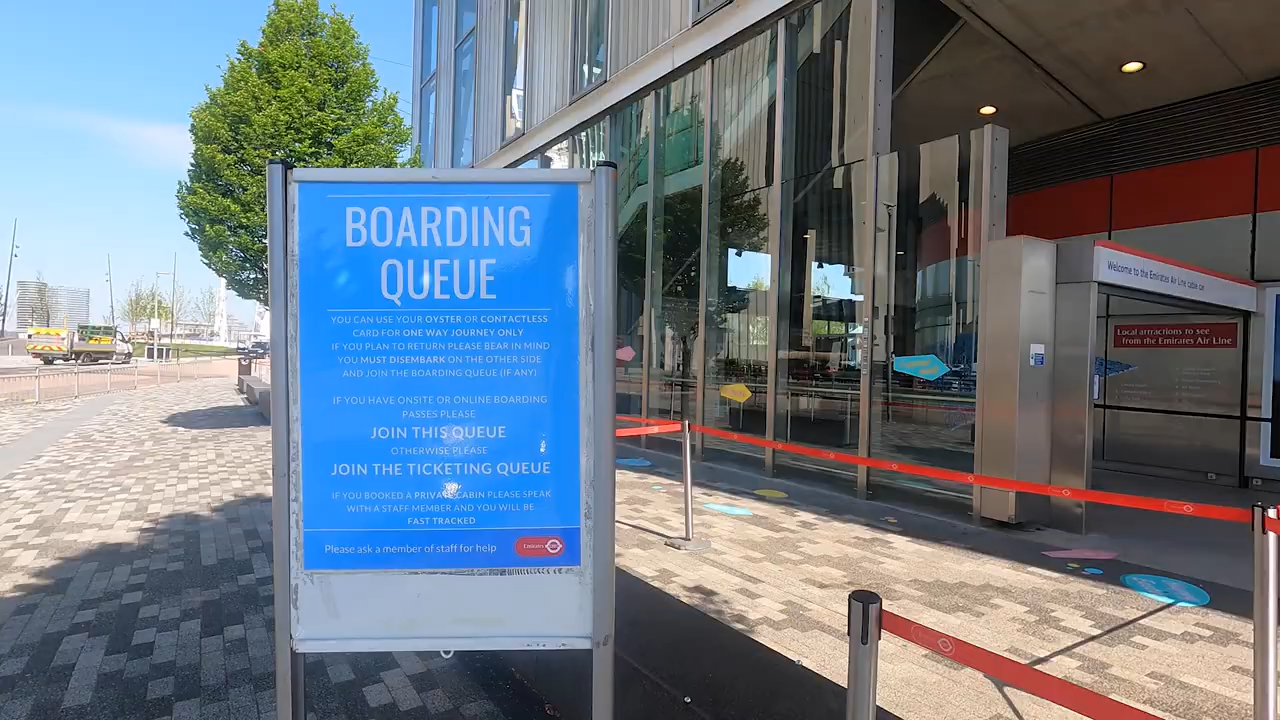 BOARDING
QUEUE
YOU CAN USE YOUR OYSTER OR CONTACTLESS
CARD FOR ONE WAY JOURNEY ONLY
IF YOU PLAN TO RETURN PLEASE BEAR IN MIND
YOU MUST DISEMBARK ON THE OTHER SIDE
AND JOIN THE BOARDING QUEUE (IF ANY)
IF YOU HAVE ONSITE OR ONLINE BOARDING
PASSES PLEASE
JOIN THIS QUEUE
OTHERWISE PLEASE
JOIN THE TICKETING QUEUE
IF YOU BOOKED A PRIVATE CABIN PLEASE SPEAK
WITH A STAFF MEMBER AND YOU WILL BE
FAST TRACKED
Please ask a member of staff for help
Emirates
Welcome to the Emirates Air Line cable car
Local attractions to see
from the Emirates Air Line